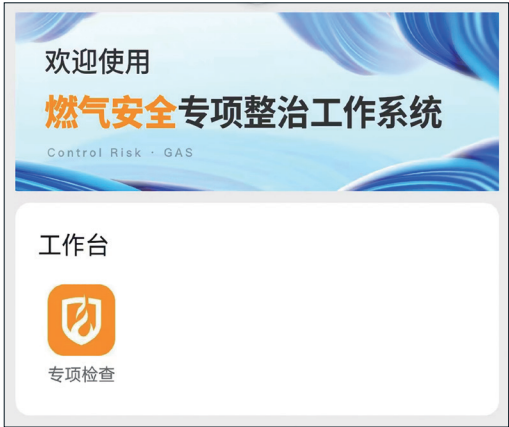 欢迎使用
燃气安全专项整治工作系统
Control Risk · GAS
工作台
专项检查